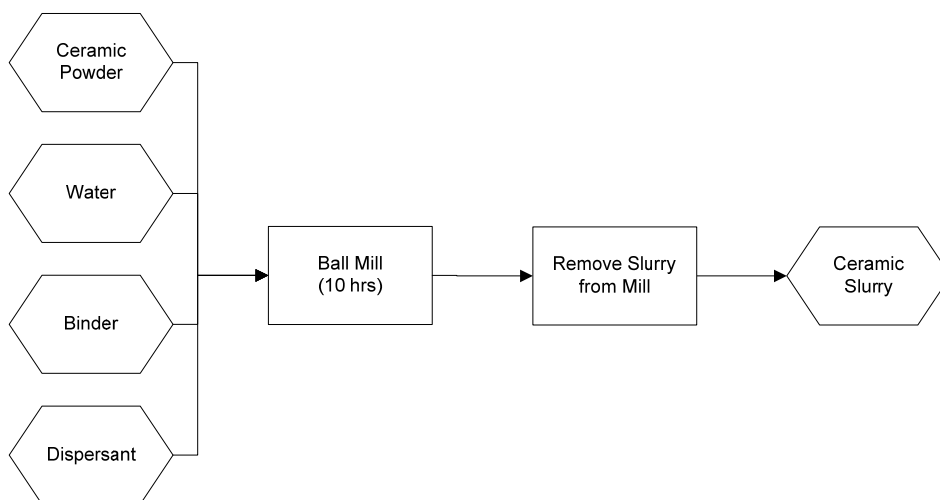 Ceramic
Powder
Water
Binder
Dispersant
Ball Mill
(10 hrs)
Remove Slurry
from Mill
Ceramic
Slurry